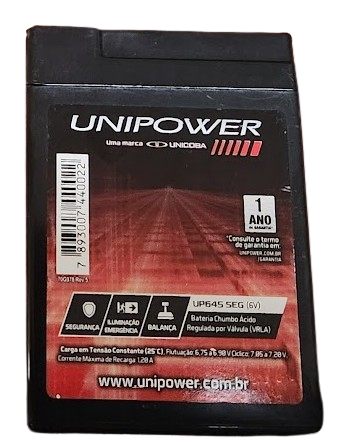 UNIPOWER
Uma marca UNICOBA
7 893007 440022
70Q878 Rev.5
1
ANO
DE GARANTIA*
*Consulte o termo
de garantia em:
UNIPOWER.COM.BR
/GARANTIA
SEGURANÇA
ILUMINAÇÃO
EMERGÊNCIA
BALANÇA
UP645 SEG (6V)
Bateria Chumbo Ácido
Regulada por Válvula (VRLA)
Carga em Tensão Constante (25°C). Flutuação: 6.75 a 6.90 V Cíclico: 7.05 a 7.20 V.
Corrente Máxima de Recarga 1.20 A
www.unipower.com.br